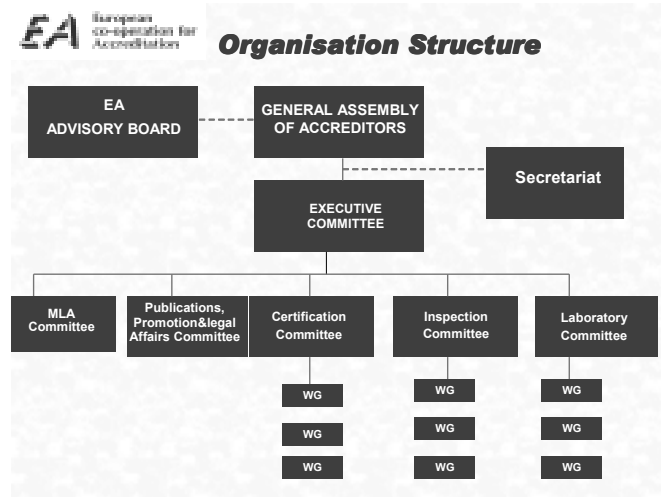 EA
European
co-operation for
Accreditation
Organisation Structure
EA
ADVISORY BOARD
GENERAL ASSEMBLY
OF ACCREDITORS
Secretariat
EXECUTIVE
COMMITTEE
MLA
Committee
Publications,
Promotion&legal
Affairs Committee
Certification
Committee
Inspection
Committee
Laboratory
Committee
WG
WG
WG
WG
WG
WG
WG
WG
WG